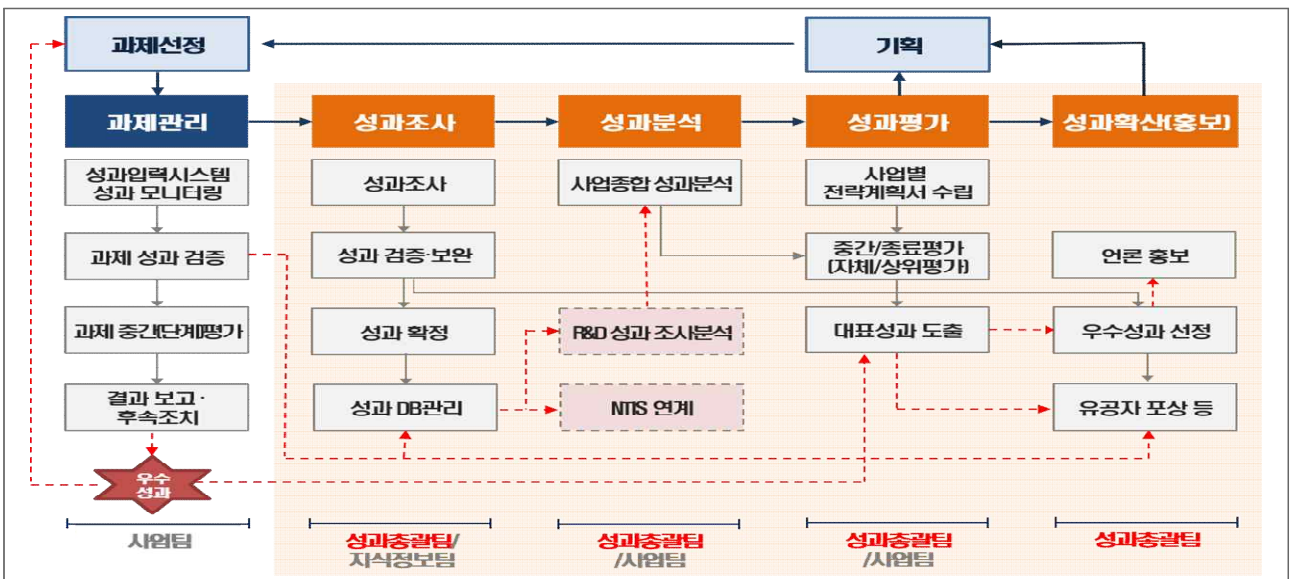 과제선정
기획
과제관리
성과조사
성과분석
성과평가
성과확산(홍보)
성과입력시스템
성과 모니터링
성과조사
사업종합 성과분석
사업별
전략계획서 수립
과제 성과 검증
성과 검증·보완
중간/종료평가
(자체/상위평가)
언론 홍보
과제 중간(단계)평가
성과 확정
R&D 성과 조사분석
대표성과 도출
우수성과 선정
결과 보고·
후속조치
성과 DB관리
NTIS 연계
유공자 포상 등
우수
성과
사업팀
성과총괄팀/
지식정보팀
성과총괄팀
/사업팀
성과총괄팀
/사업팀
성과총괄팀